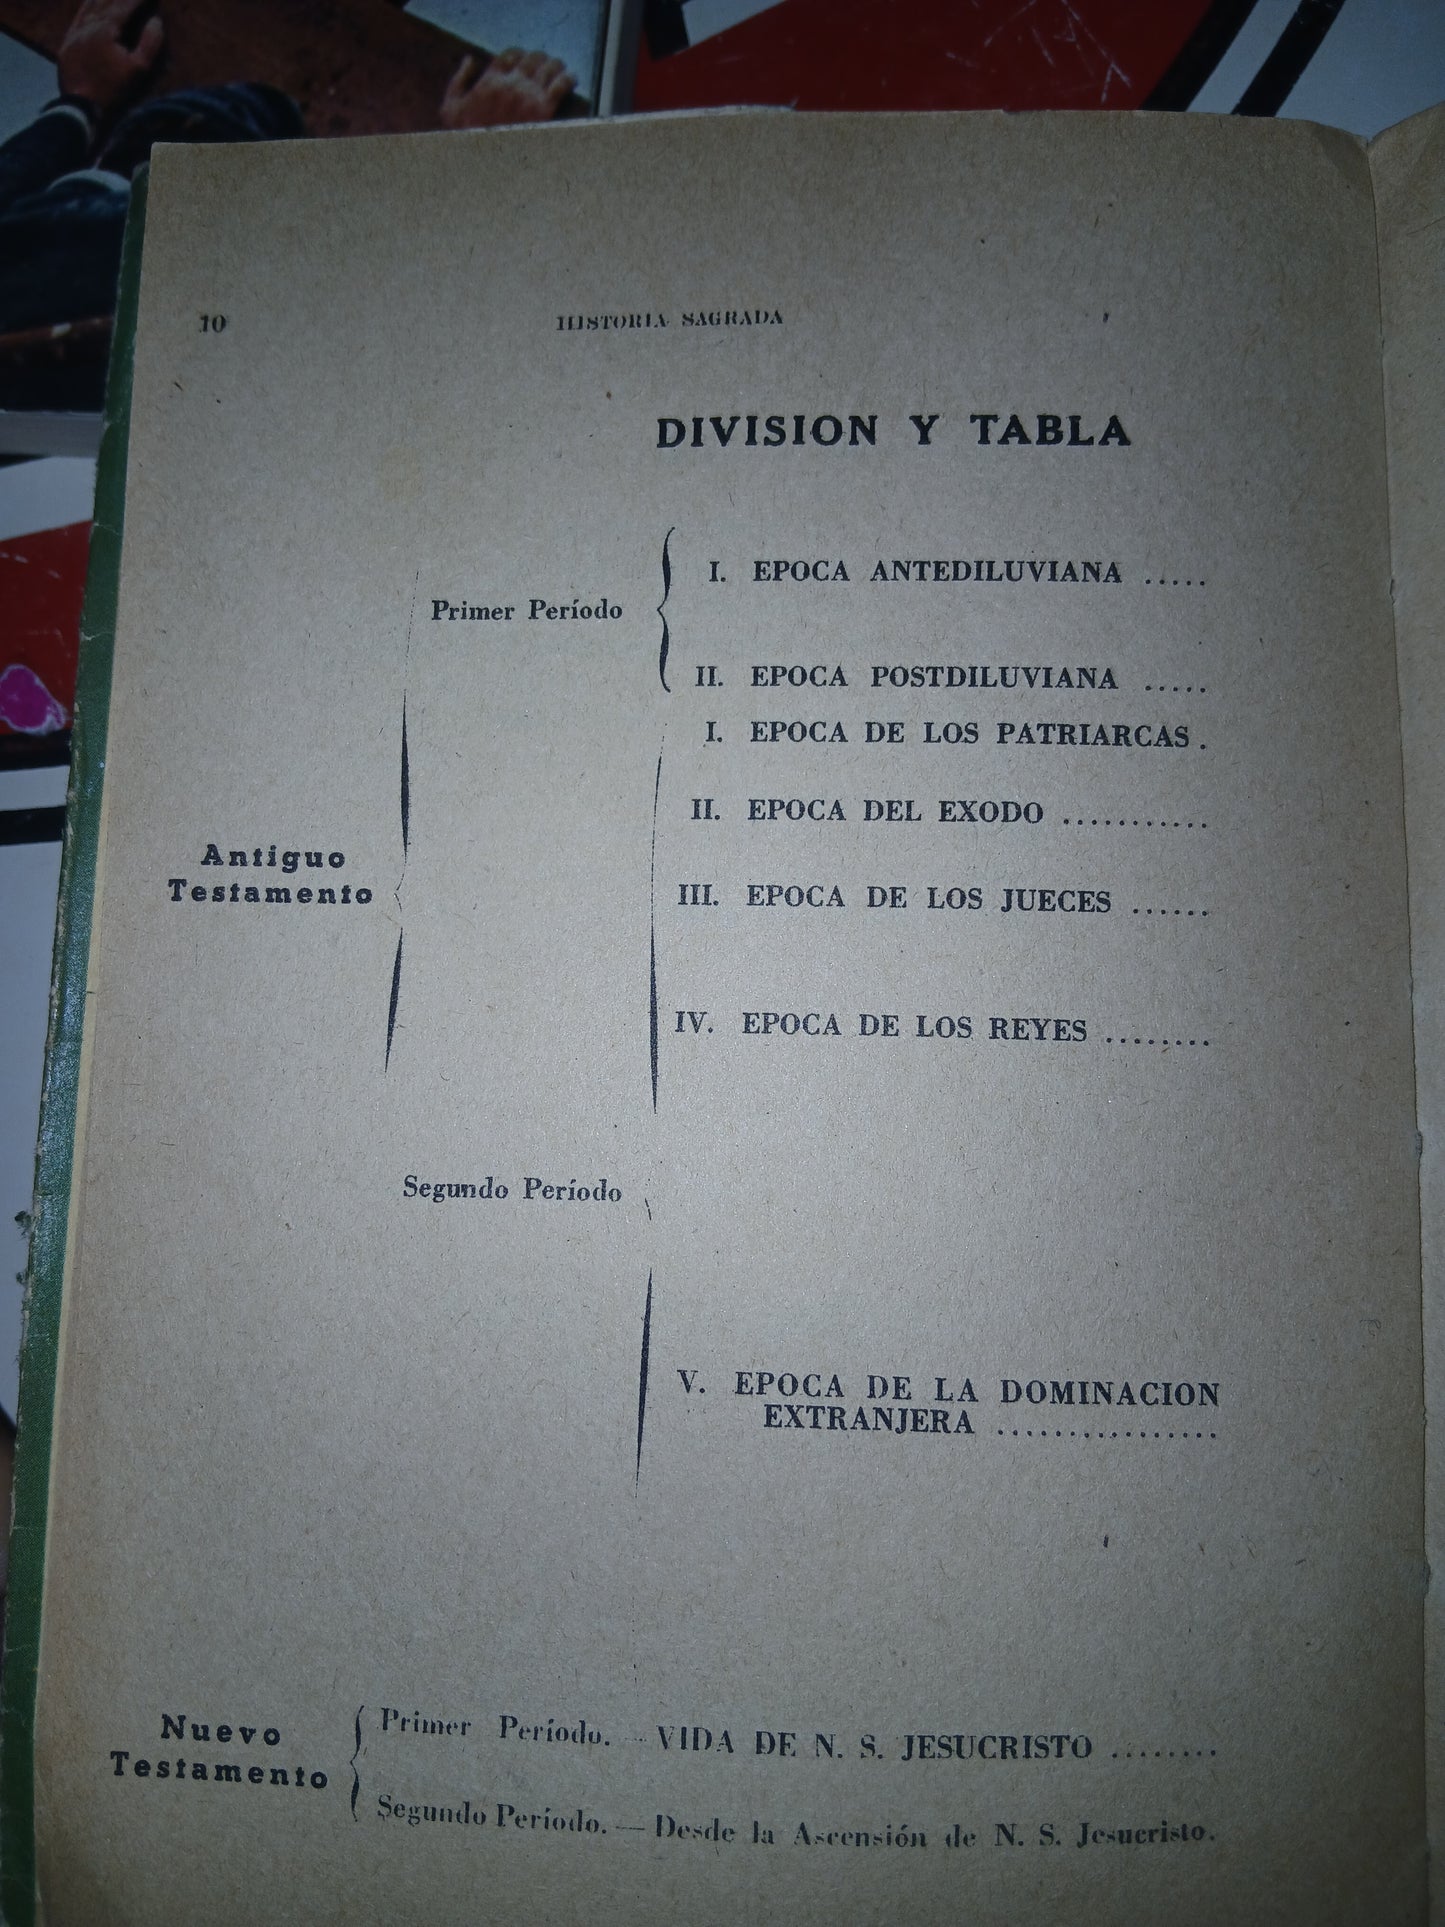 10
HISTORIA SAGRADA
DIVISION Y TABLA
I. EPOCA ANTEDILUVIANA .....
Primer Período
II. EPOCA POSTDILUVIANA .....
I. EPOCA DE LOS PATRIARCAS .
II. EPOCA DEL EXODO ...........
Antiguo
Testamento
III. EPOCA DE LOS JUECES ......
IV. EPOCA DE LOS REYES ........
Segundo Período
V. EPOCA DE LA DOMINACION
EXTRANJERA ................
Nuevo
Testamento
Primer Período. — VIDA DE N. S. JESUCRISTO ........
Segundo Período. — Desde la Ascensión de N. S. Jesucristo.